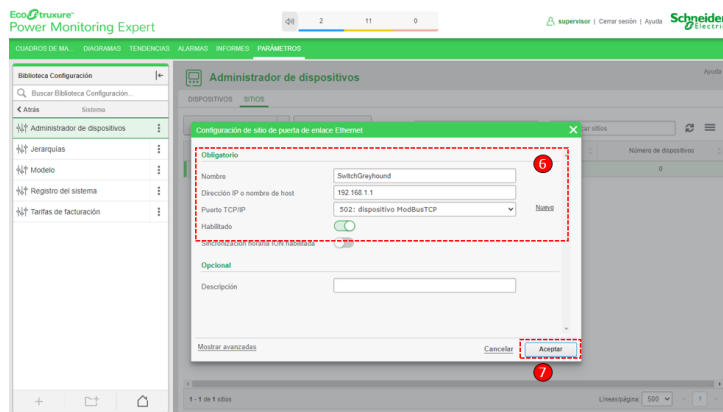 EcoStruxure™
Power Monitoring Expert
2 11 0
supervisor | Cerrar sesión | Ayuda
Schneider
Electric
CUADROS DE MA... DIAGRAMAS TENDENCIAS ALARMAS INFORMES PARÁMETROS
Biblioteca Configuración
Administrador de dispositivos
Ayuda
Buscar Biblioteca Configuración...
DISPOSITIVOS SITIOS
Atrás Sistema
Administrador de dispositivos
Jerarquías
Modelo
Registro del sistema
Tarifas de facturación
car sitios
Número de dispositivos
0
Configuración de sitio de puerta de enlace Ethernet
Obligatorio
6
Nombre SwitchGreyhound
Dirección IP o nombre de host 192.168.1.1
Puerto TCP/IP 502: dispositivo ModBusTCP Nuevo
Habilitado
Sincronización horaria ION habilitada
Opcional
Descripción
Mostrar avanzadas Cancelar Aceptar
7
1 - 1 de 1 sitios Líneas/página: 500 1